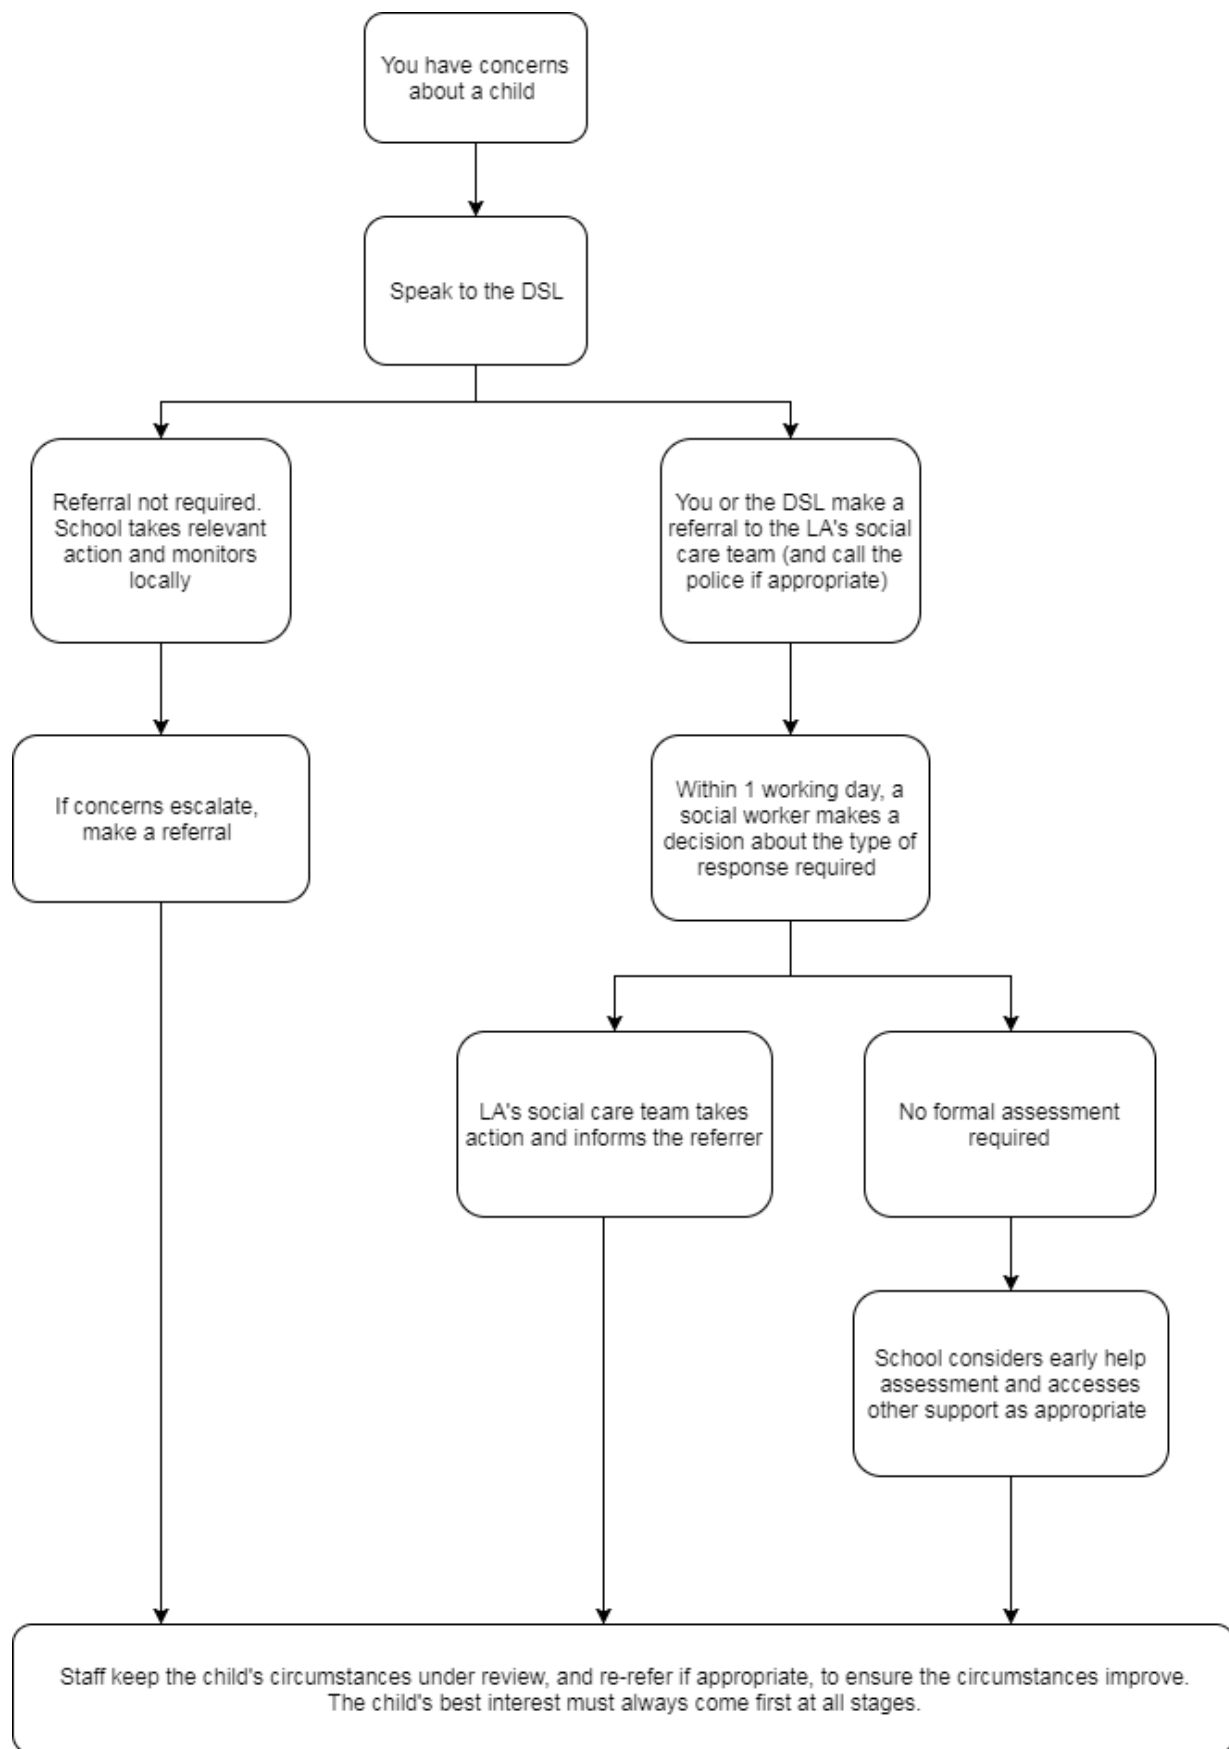 You have concerns
about a child
Speak to the DSL
Referral not required.
School takes relevant
action and monitors
locally
You or the DSL make a
referral to the LA's social
care team (and call the
police if appropriate)
If concerns escalate,
make a referral
Within 1 working day, a
social worker makes a
decision about the type of
response required
LA's social care team takes
action and informs the referrer
No formal assessment
required
School considers early help
assessment and accesses
other support as appropriate
Staff keep the child's circumstances under review, and re-refer if appropriate, to ensure the circumstances improve.
The child's best interest must always come first at all stages.